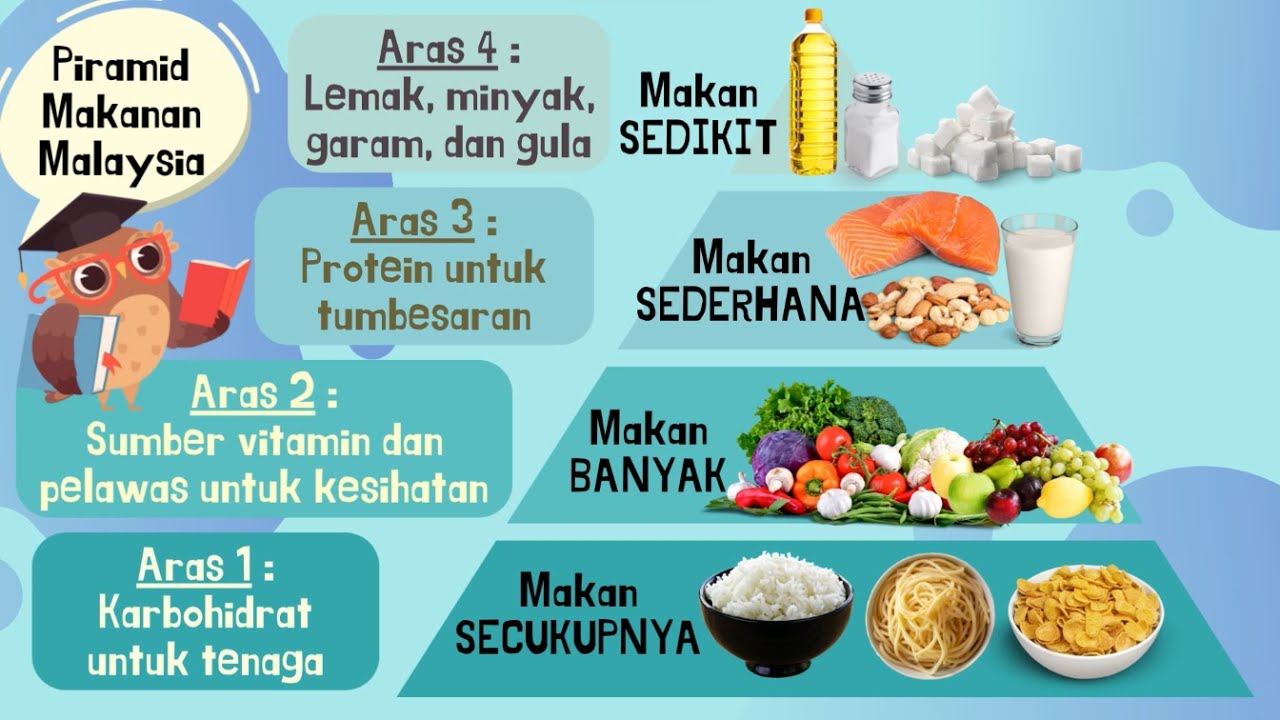 Piramid
Makanan
Malaysia
Aras 4 :
Lemak, minyak,
garam, dan gula
Makan
SEDIKIT
Aras 3 :
Protein untuk
tumbesaran
Makan
SEDERHANA
Aras 2 :
Sumber vitamin dan
pelawas untuk kesihatan
Makan
BANYAK
Aras 1 :
Karbohidrat
untuk tenaga
Makan
SECUKUPNYA